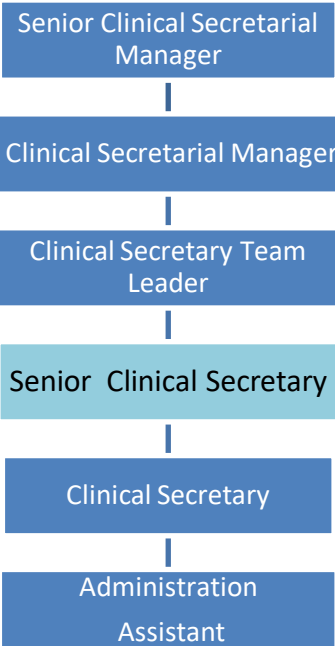 Senior Clinical Secretarial
Manager
Clinical Secretarial Manager
Clinical Secretary Team
Leader
Senior Clinical Secretary
Clinical Secretary
Administration
Assistant